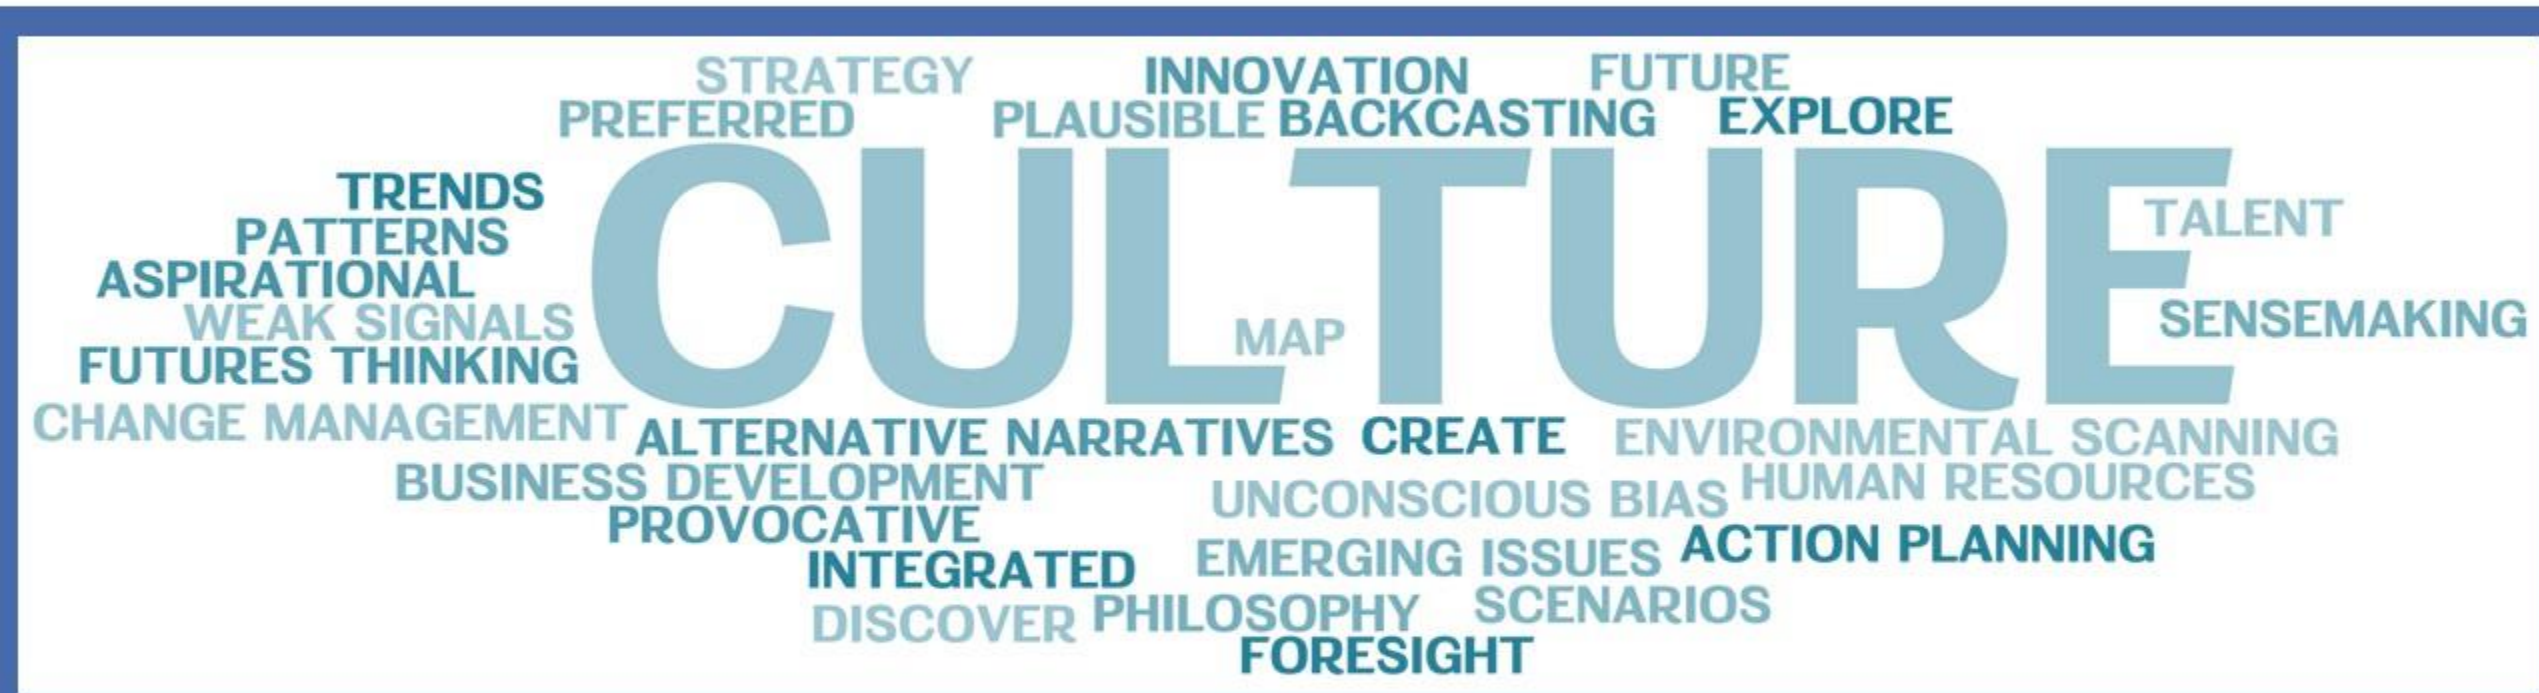 STRATEGY INNOVATION FUTURE
PREFERRED PLAUSIBLE BACKCASTING EXPLORE
CULTURE
TRENDS
PATTERNS
ASPIRATIONAL
WEAK SIGNALS
FUTURES THINKING
MAP
TALENT
SENSEMAKING
CHANGE MANAGEMENT ALTERNATIVE NARRATIVES CREATE ENVIRONMENTAL SCANNING
BUSINESS DEVELOPMENT UNCONSCIOUS BIAS HUMAN RESOURCES
PROVOCATIVE
INTEGRATED EMERGING ISSUES ACTION PLANNING
DISCOVER PHILOSOPHY SCENARIOS
FORESIGHT